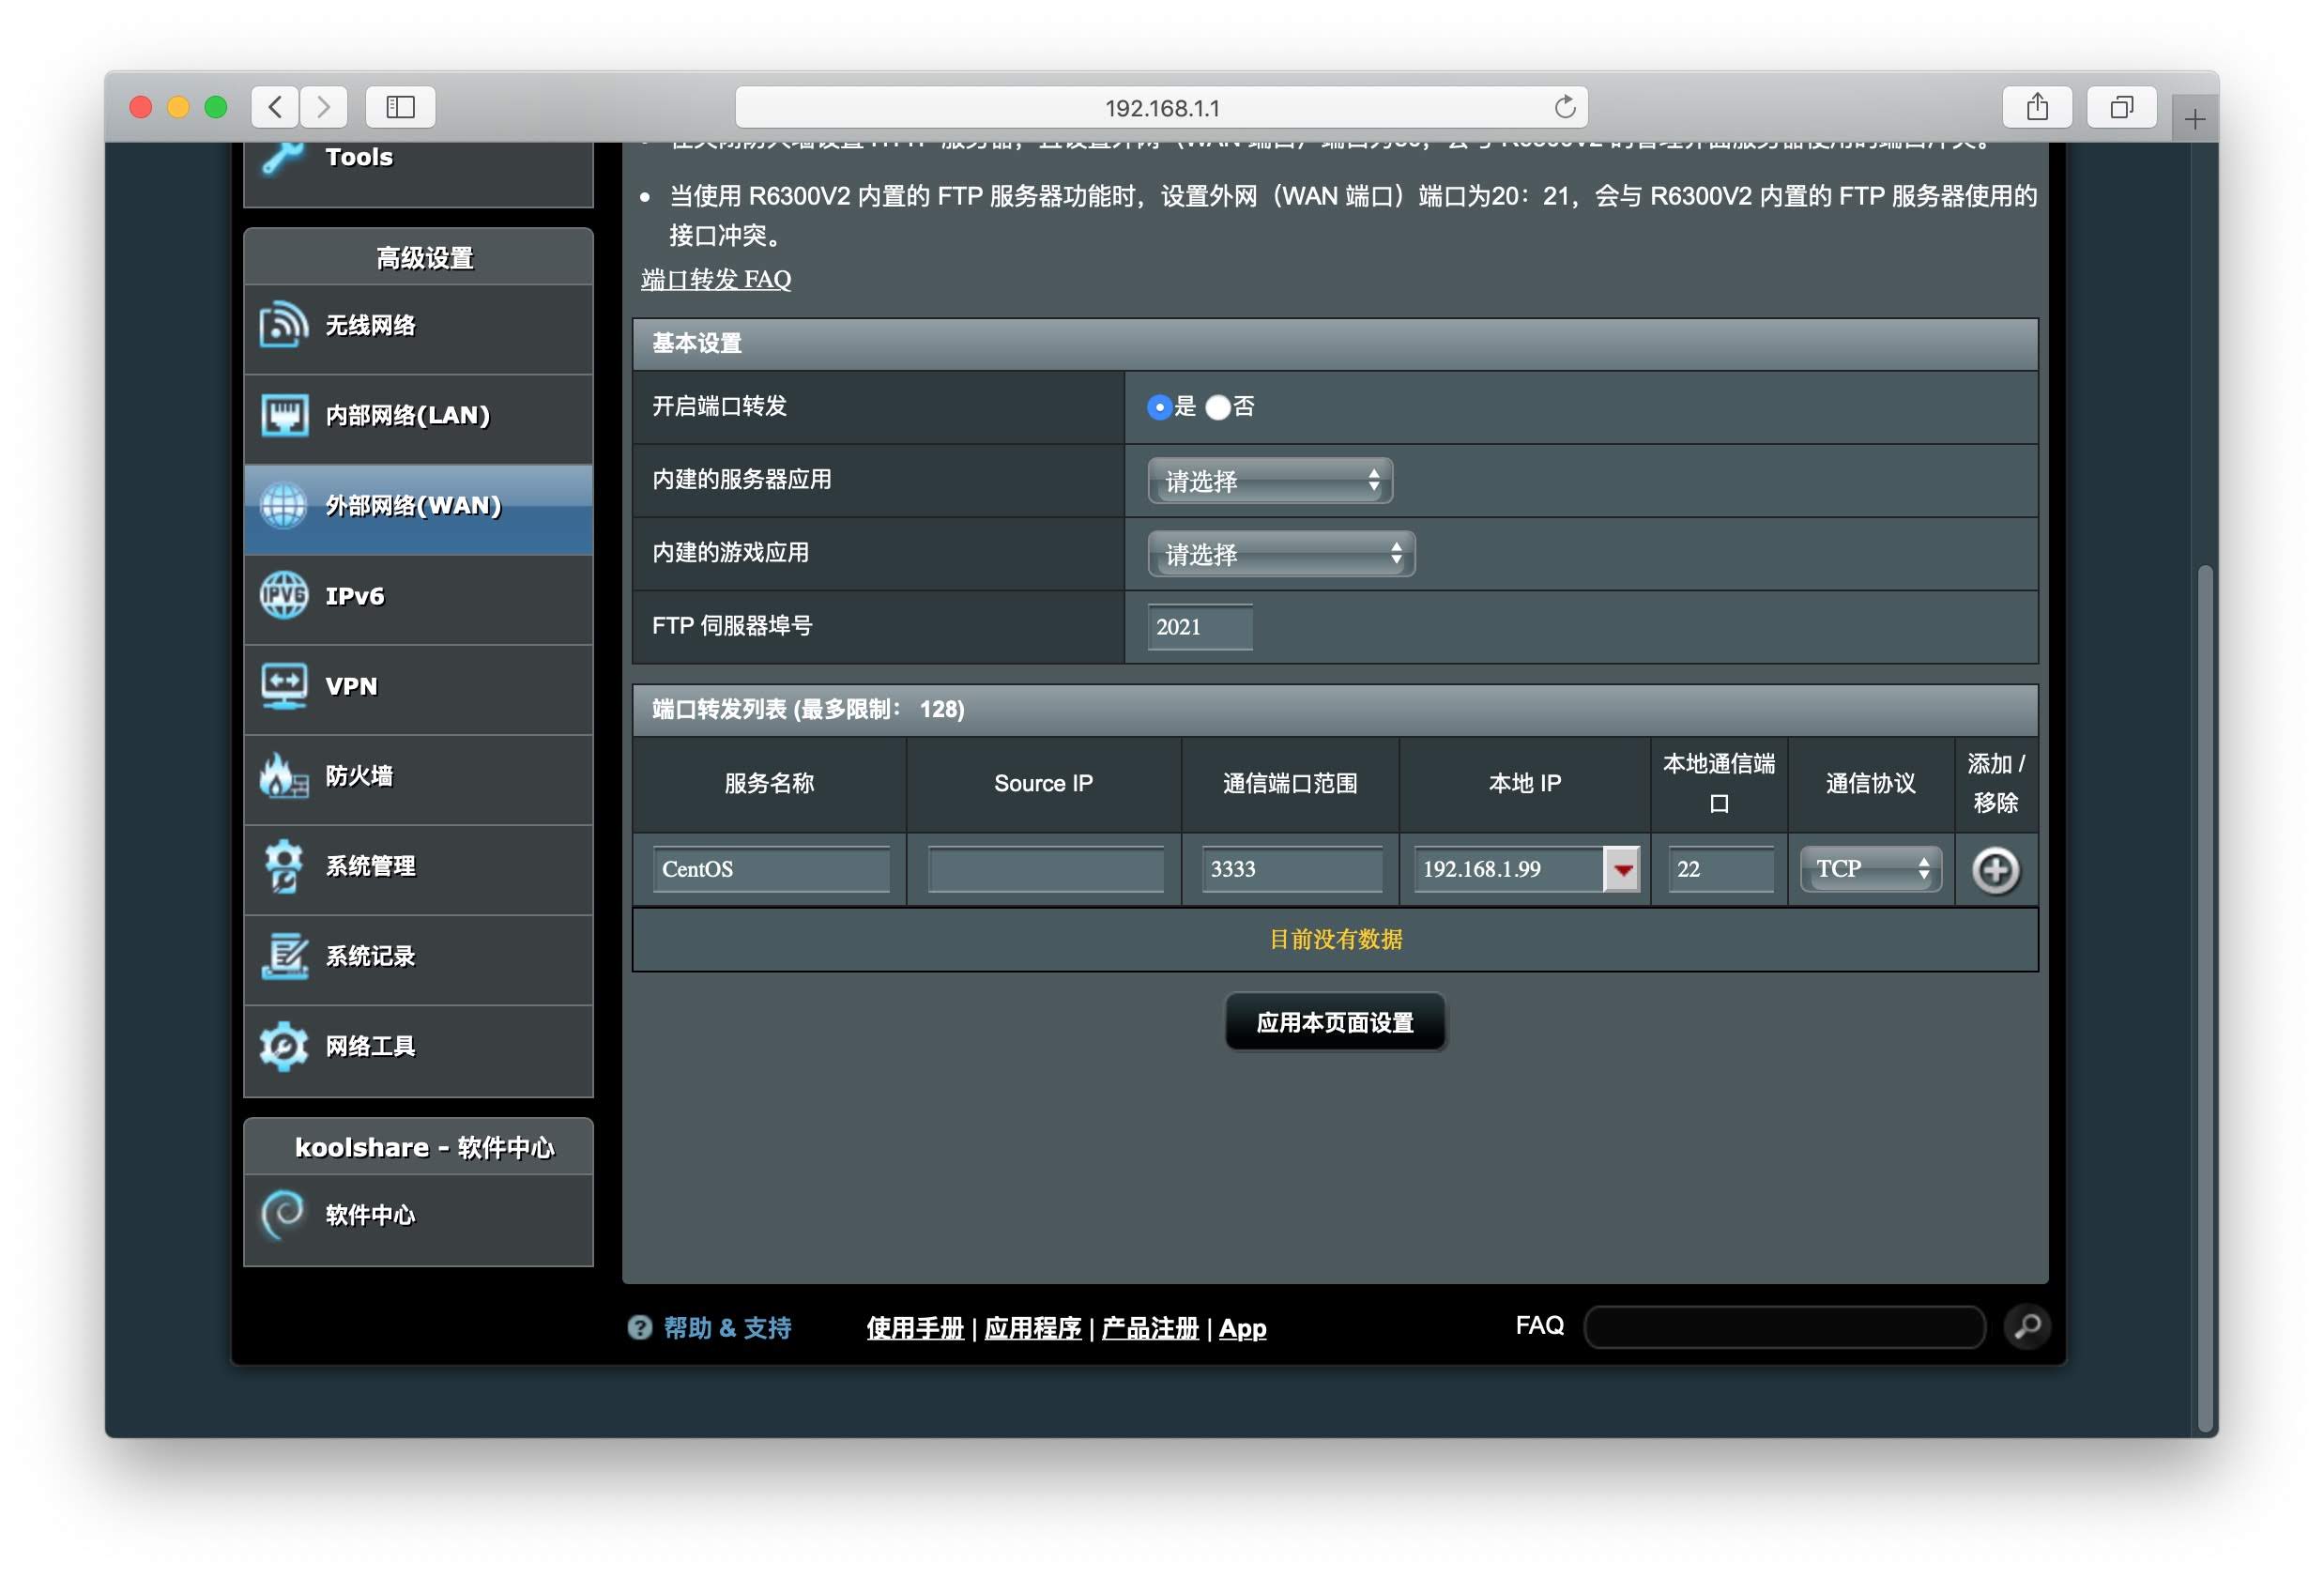 192.168.1.1
Tools
高级设置
无线网络
内部网络(LAN)
外部网络(WAN)
IPv6
VPN
防火墙
系统管理
系统记录
网络工具
koolshare - 软件中心
软件中心
当使用 R6300V2 内置的 FTP 服务器功能时，设置外网（WAN 端口）端口为20：21，会与 R6300V2 内置的 FTP 服务器使用的
接口冲突。
端口转发 FAQ
基本设置
开启端口转发 是 否
内建的服务器应用 请选择
内建的游戏应用 请选择
FTP 伺服器埠号 2021
端口转发列表 (最多限制： 128)
服务名称 Source IP 通信端口范围 本地 IP 本地通信端口 通信协议 添加 / 移除
CentOS 3333 192.168.1.99 22 TCP
目前没有数据
应用本页面设置
帮助 & 支持 使用手册 | 应用程序 | 产品注册 | App FAQ